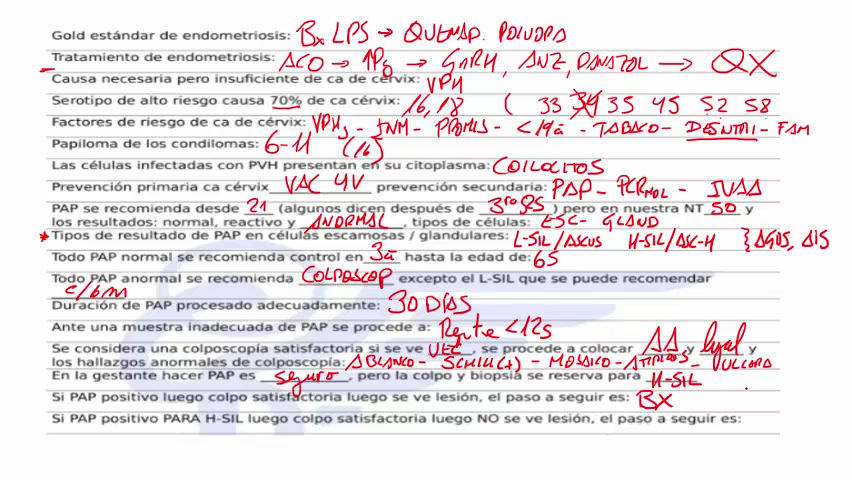 Gold estándar de endometriosis: Bx LPS → QUEMAD. POLVORA
Tratamiento de endometriosis: ACO → APg → GnRH, ANZ, DANAZOL → QX
Causa necesaria pero insuficiente de ca de cérvix: VPH
Serotipo de alto riesgo causa 70% de ca de cérvix: 16, 18 ( 33 34 35 45 52 58
Factores de riesgo de ca de cérvix: VPHs - INM - PROMIS - <19a - TABACO - DESNUTRI - FAM
Papiloma de los condilomas: 6-11 (16)
Las células infectadas con PVH presentan en su citoplasma: COILOCITOS
Prevención primaria ca cérvix VAC 4V prevención secundaria: PAP - PCR MOL - IVAA
PAP se recomienda desde 21 (algunos dicen después de 3ro RS) pero en nuestra NT 50 y
los resultados: normal, reactivo y ANORMAL, tipos de células: ESC - GLAND
* Tipos de resultado de PAP en células escamosas / glandulares: L-SIL/ASCUS H-SIL/ASC-H } AGUS, AIS
Todo PAP normal se recomienda control en 3a hasta la edad de: 65
Todo PAP anormal se recomienda COLPOSCOP excepto el L-SIL que se puede recomendar
c/6m
Duración de PAP procesado adecuadamente: 30 DÍAS
Ante una muestra inadecuada de PAP se procede a: <12s
Se considera una colposcopía satisfactoria si se ve UEC, se procede a colocar AA y lugol y
los hallazgos anormales de colposcopía: ABLANCO - SCHILL(+) - MOSAICO - ATIPICOS -
En la gestante hacer PAP es seguro, pero la colpo y biopsia se reserva para H-SIL
Si PAP positivo luego colpo satisfactoria luego se ve lesión, el paso a seguir es: BX
Si PAP positivo PARA H-SIL luego colpo satisfactoria luego NO se ve lesión, el paso a seguir es: